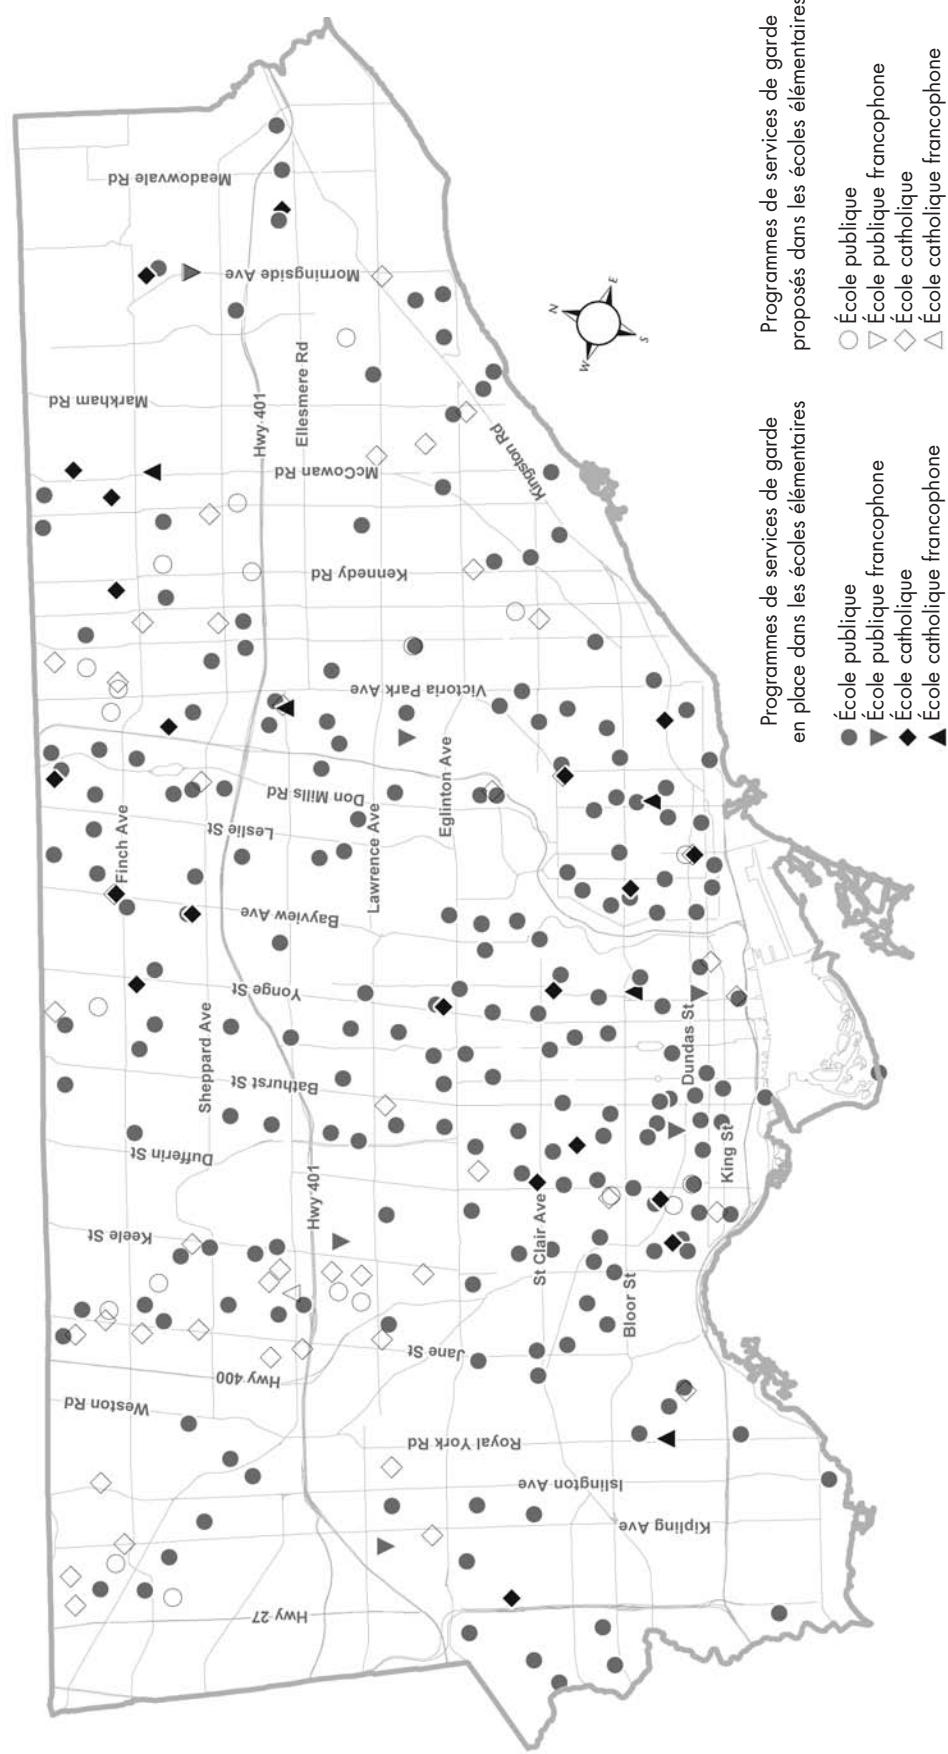 Meadowvale Rd
Morningside Ave
Markham Rd
Hwy 401
Ellesmere Rd
McCowan Rd
Kingston Rd
Kennedy Rd
Victoria Park Ave
Eglinton Ave
Don Mills Rd
Leslie St
Lawrence Ave
Finch Ave
Bayview Ave
Yonge St
Sheppard Ave
Dundas St
Bathurst St
Dufferin St
Hwy 401
King St
Keele St
St Clair Ave
Bloor St
Jane St
Hwy 400
Weston Rd
Royal York Rd
Islington Ave
Kipling Ave
Hwy 27
N
E
S
W
Programmes de services de garde
en place dans les écoles élémentaires
École publique
École publique francophone
École catholique
École catholique francophone
Programmes de services de garde
proposés dans les écoles élémentaires
École publique
École publique francophone
École catholique
École catholique francophone